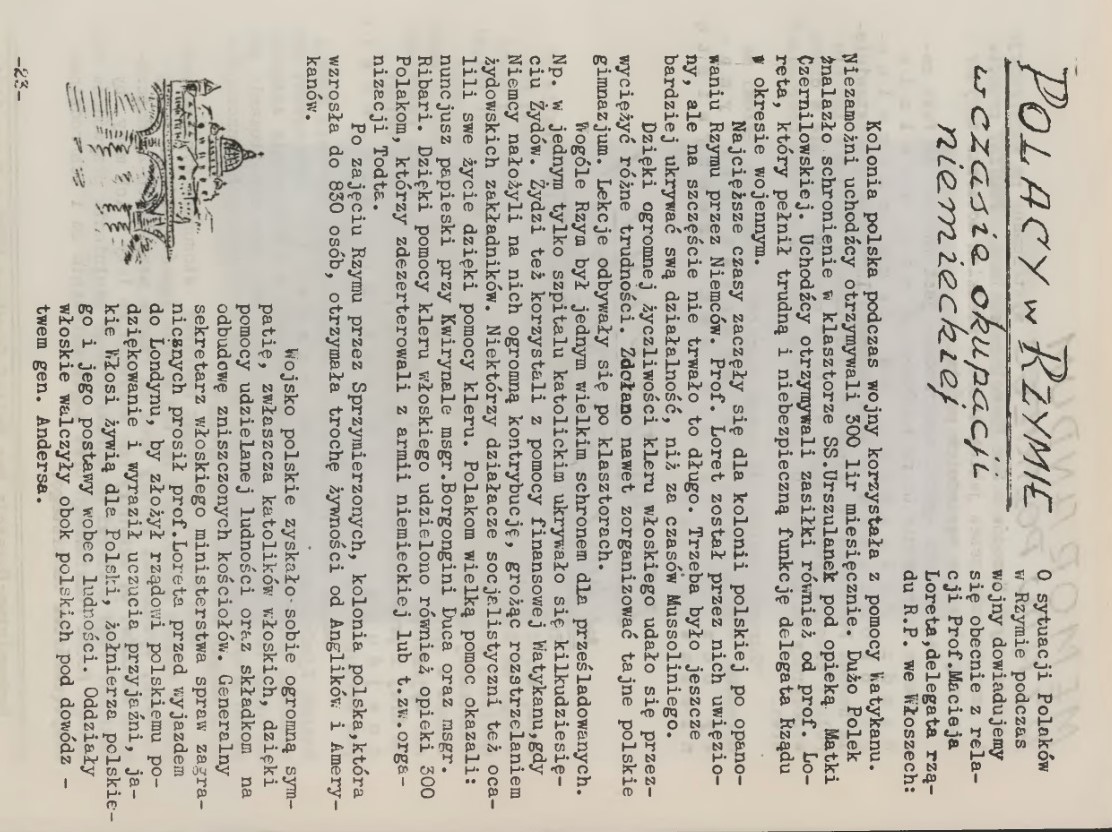 POLACY w RZYMIE
w czasie okupacji
niemieckiej
O sytuacji Polaków
w Rzymie podczas
wojny dowiadujemy
się obecnie z rela-
cji Prof.Macieja
Loreta,delegata rzą-
du R.P. we Włoszech:
Kolonia polska podczas wojny korzystała z pomocy Watykanu.
Niezamożni uchodźcy otrzymywali 300 lir miesięcznie. Dużo Polek
znalazło schronienie w klasztorze SS.Urszulanek pod opieką Matki
Czernilowskiej. Uchodźcy otrzymywali zasiłki również od prof. Lo-
reta, który pełnił trudną i niebezpieczną funkcję delegata Rządu
w okresie wojennym.
Najcięższe czasy zaczęły się dla kolonii polskiej po opano-
waniu Rzymu przez Niemców. Prof. Loret został przez nich uwięzio-
ny, ale na szczęście nie trwało to długo. Trzeba było jeszcze
bardziej ukrywać swą działalność, niż za czasów Mussoliniego.
Dzięki ogromnej życzliwości kleru włoskiego udało się przez-
wyciężyć różne trudności. Zdołano nawet zorganizować tajne polskie
gimnazjum. Lekcje odbywały się po klasztorach.
Wogóle Rzym był jednym wielkim schronem dla prześladowanych.
Np. w jednym tylko szpitalu katolickim ukrywało się kilkudziesię-
ciu Żydów. Żydzi też korzystali z pomocy finansowej Watykanu,gdy
Niemcy nałożyli na nich ogromną kontrybucję, grożąc rozstrzelaniem
żydowskich zakładników. Niektórzy działacze socjalistyczni też oca-
lili swe życie dzięki pomocy kleru. Polakom wielką pomoc okazali:
nuncjusz papieski przy Kwirynale msgr.Borgongini Duca oraz msgr.
Ribari. Dzięki pomocy kleru włoskiego udzielono również opieki 300
Polakom, którzy zdezerterowali z armii niemieckiej lub t.zw.orga-
nizacji Todta.
Po zajęciu Rzymu przez Sprzymierzonych, kolonia polska,która
wzrosła do 830 osób, otrzymała trochę żywności od Anglików i Amery-
kanów.
Wojsko polskie zyskało sobie ogromną sym-
patię, zwłaszcza katolików włoskich, dzięki
pomocy udzielanej ludności oraz składkom na
odbudowę zniszczonych kościołów. Generalny
sekretarz włoskiego ministerstwa spraw zagra-
nicznych prosił prof.Loreta przed wyjazdem
do Londynu, by złożył rządowi polskiemu po-
dziękowanie i wyraził uczucia przyjaźni, ja-
kie Włosi żywią dla Polski, żołnierza polskie-
go i jego postawy wobec ludności. Oddziały
włoskie walczyły obok polskich pod dowódz -
twem gen. Andersa.
-23-